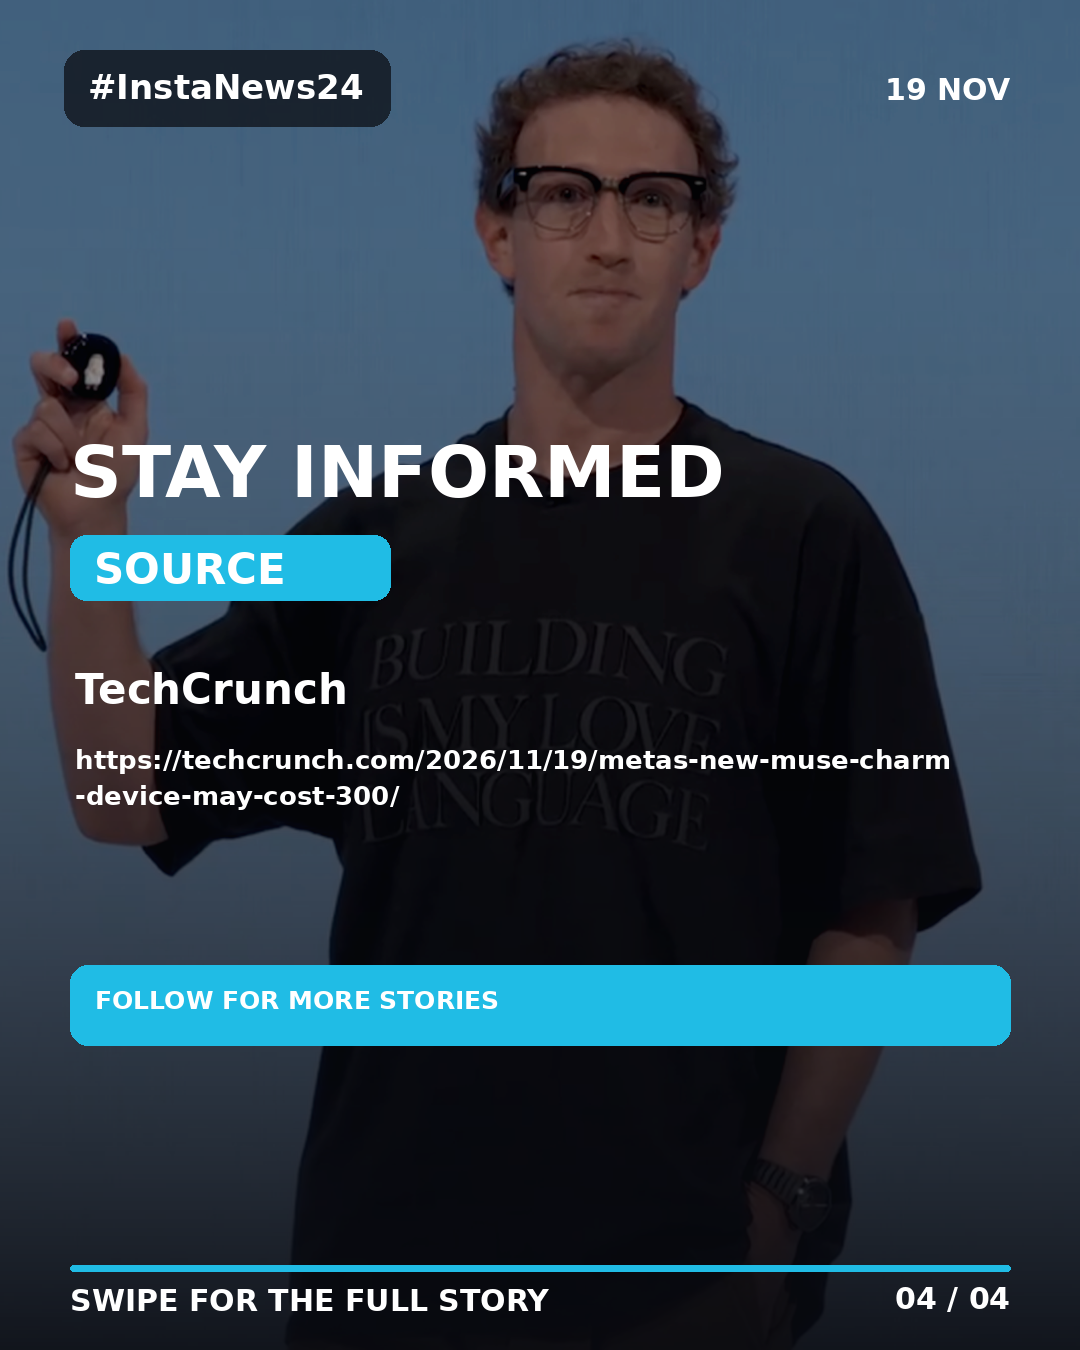 #InstaNews24
19 NOV
STAY INFORMED
SOURCE
TechCrunch
https://techcrunch.com/2026/11/19/metas-new-muse-charm
-device-may-cost-300/
BUILDING
IS MY LOVE
LANGUAGE
FOLLOW FOR MORE STORIES
SWIPE FOR THE FULL STORY
04 / 04